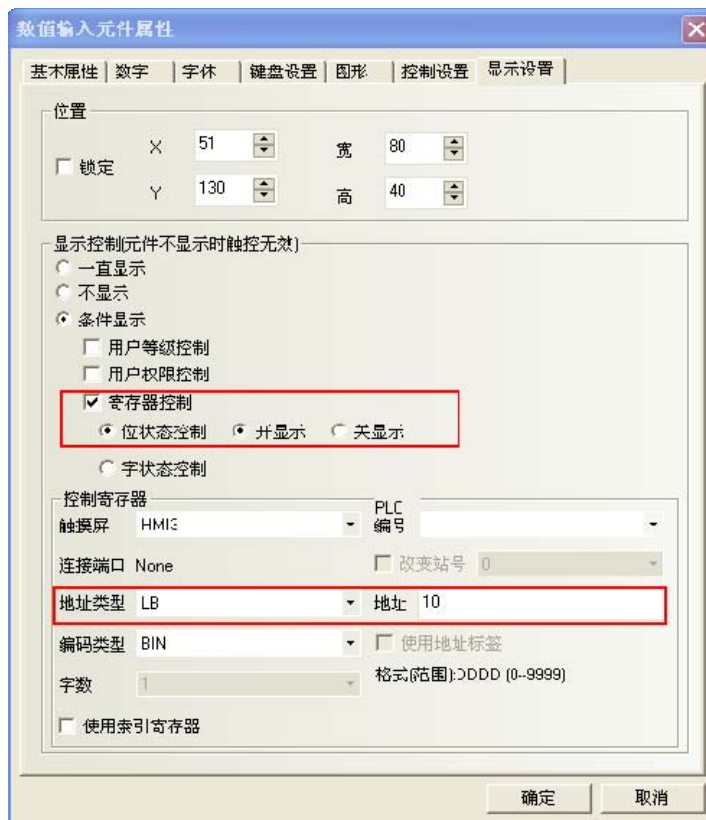 数值输入元件属性
基本属性 数字 字体 键盘设置 图形 控制设置 显示设置
位置
锁定 X 51 宽 80
Y 130 高 40
显示控制(元件不显示时触控无效)
一直显示
不显示
条件显示
用户等级控制
用户权限控制
寄存器控制
位状态控制 开显示 关显示
字状态控制
控制寄存器
触摸屏 HMI3 PLC编号
连接端口 None 改变站号 0
地址类型 LB 地址 10
编码类型 BIN 使用地址标签
字数 1 格式(范围):DDDD (0--9999)
使用索引寄存器
确定 取消